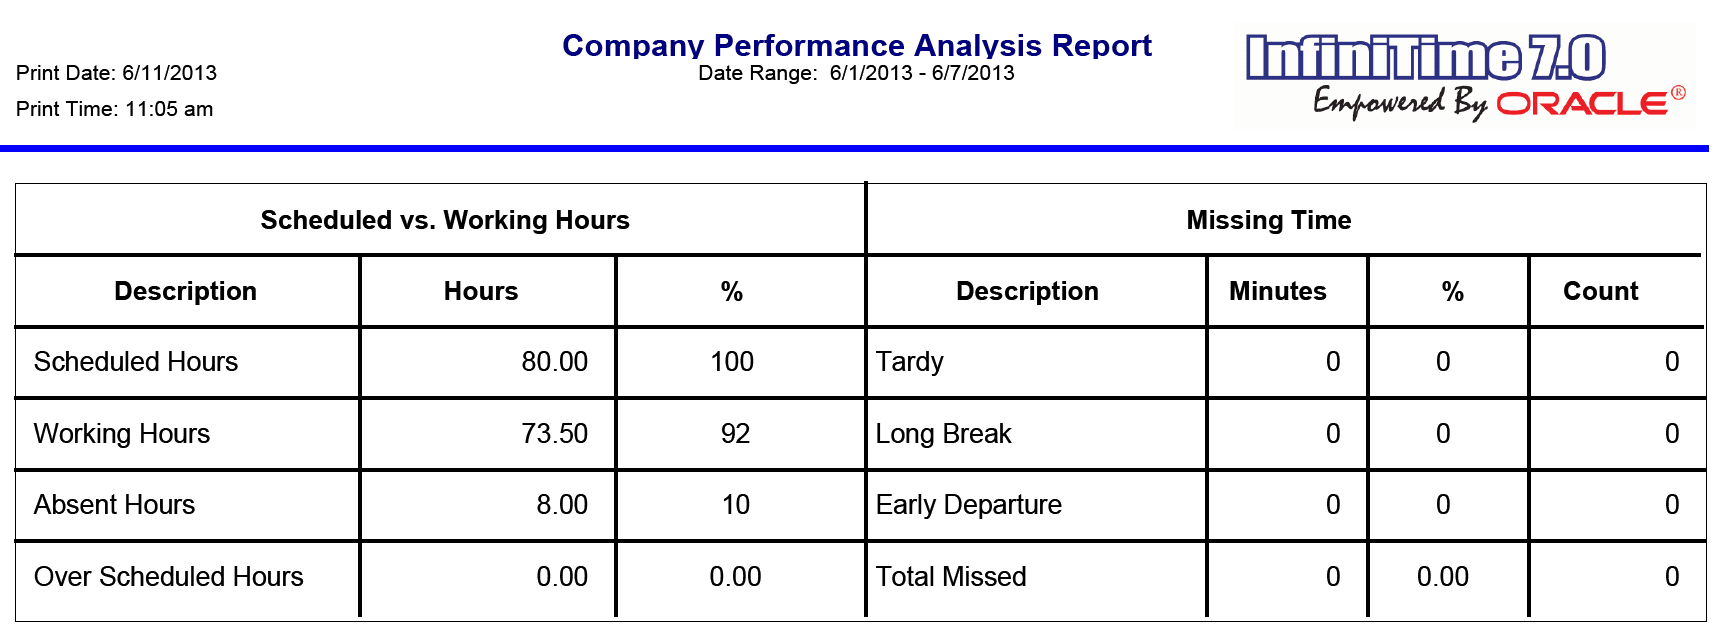 Company Performance Analysis Report
Print Date: 6/11/2013
Date Range: 6/1/2013 - 6/7/2013
Print Time: 11:05 am
InfiniTime 7.0
Empowered By ORACLE®
Scheduled vs. Working Hours Missing Time
Description Hours % Description Minutes % Count
Scheduled Hours 80.00 100 Tardy 0 0 0
Working Hours 73.50 92 Long Break 0 0 0
Absent Hours 8.00 10 Early Departure 0 0 0
Over Scheduled Hours 0.00 0.00 Total Missed 0 0.00 0